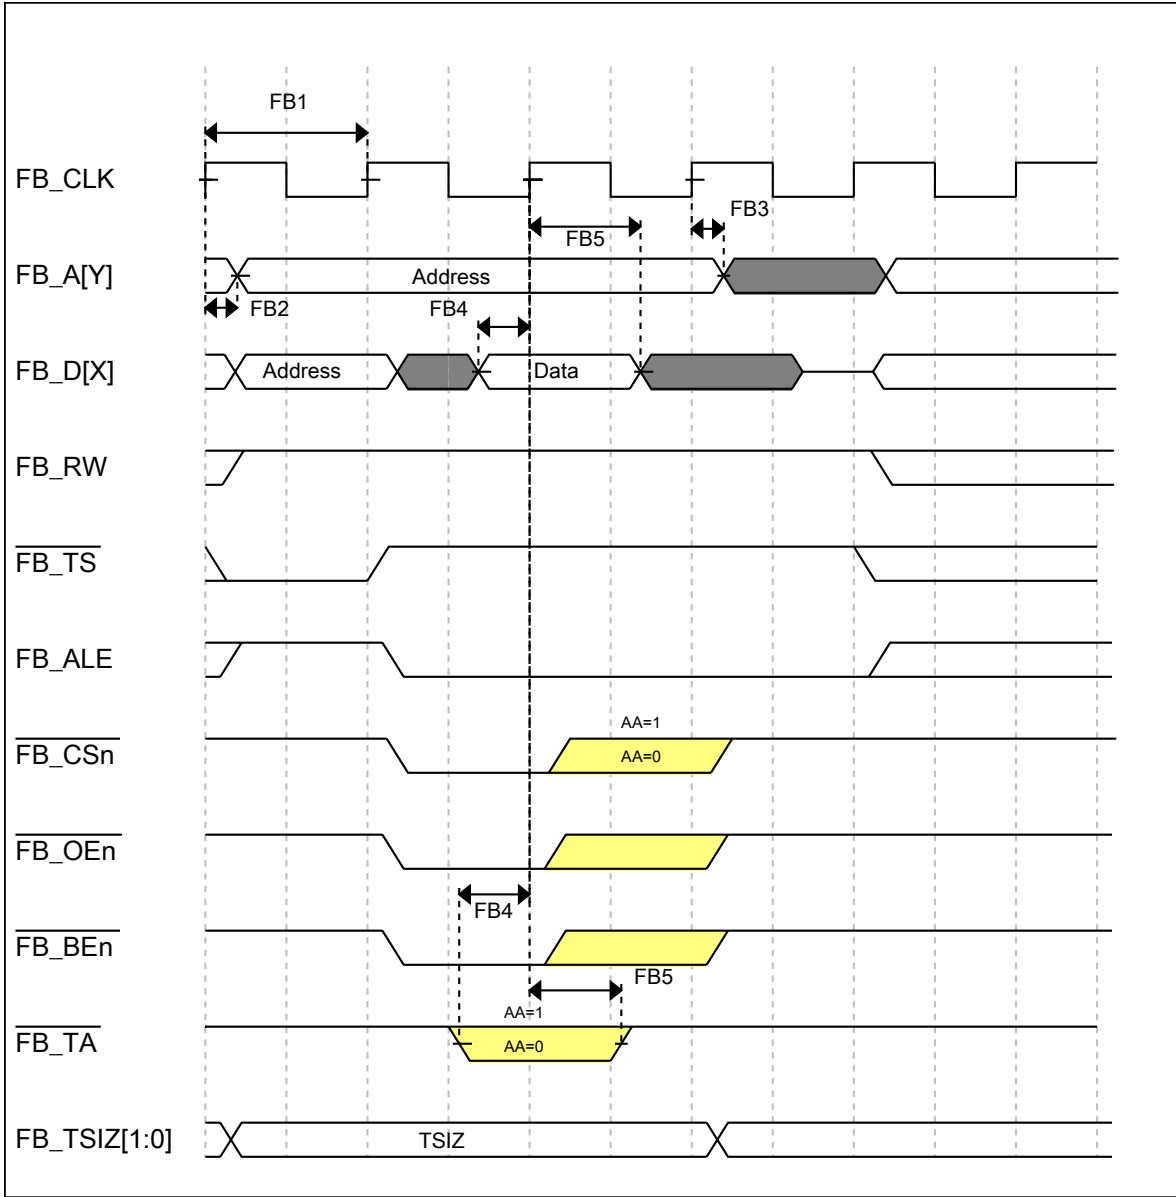 FB1
FB_CLK
FB3
FB5
FB_A[Y]
Address
FB2
FB4
FB_D[X]
Address
Data
FB_RW
FB_TS
FB_ALE
AA=1
FB_CSn
AA=0
FB_OEn
FB4
FB_BEn
FB5
AA=1
FB_TA
AA=0
FB_TSIZ[1:0]
TSIZ